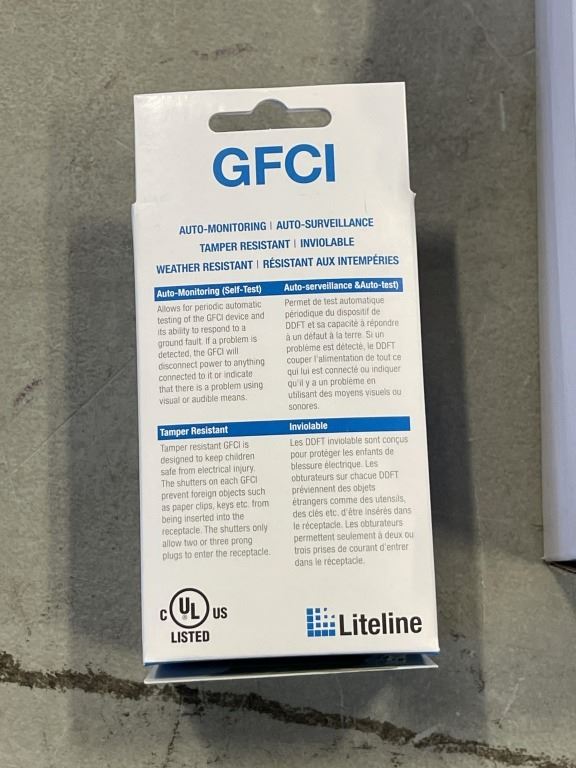 GFCI
AUTO-MONITORING | AUTO-SURVEILLANCE
TAMPER RESISTANT | INVIOLABLE
WEATHER RESISTANT | RÉSISTANT AUX INTEMPÉRIES
Auto-Monitoring (Self-Test)
Allows for periodic automatic
testing of the GFCI device and
its ability to respond to a
ground fault. if a problem is
detected, the GFCI will
disconnect power to anything
connected to it or indicate
that there is a problem using
visual or audible means.
Auto-serveillance &Auto-test)
Permet de test automatique
périodique du dispositif de
DDFT et sa capacité à répondre
à un défaut à la terre. Si un
problème est détecté, le DDFT
couper l'alimentation de tout ce
qui lui est connecté ou indiquer
qu'il y a un problème en
utilisant des moyens visuels ou
sonores.
Tamper Resistant
Tamper resistant GFCI is
designed to keep children
safe from electrical injury.
The shutters on each GFCI
prevent foreign objects such
as paper clips, keys etc. from
being inserted into the
receptacle. The shutters only
allow two or three prong
plugs to enter the receptacle.
Inviolable
Les DDFT inviolable sont conçus
pour protéger les enfants de
blessure électrique. Les
obturateurs sur chacue DDFT
préviennent des objets
étrangers comme des utensils,
des clés etc. d'être insérés dans
le réceptacle. Les obturateurs
permettent seulement à deux ou
trois prises de courant d'entrer
dans le réceptacle.
C UL US
LISTED
Liteline